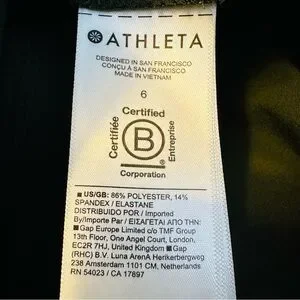 ATHLETA
DESIGNED IN SAN FRANCISCO
CONÇU À SAN FRANCISCO
MADE IN VIETNAM
6
Certified
Certifiée
B
Entreprise
Corporation
■ US/GB: 86% POLYESTER, 14%
SPANDEX / ELASTANE
DISTRIBUIDO POR / Imported
By/Importe Par / ΕΙΣΑΓΕΤΑΙ ΑΠΟ ΤΗΝ:
■ Gap Europe Limited c/o TMF Group
13th Floor, One Angel Court, London,
EC2R 7HJ, United Kingdom ■ Gap
(RHC) B.V. Luna ArenA Herikerbergweg
238 Amsterdam 1101 CM, Netherlands
RN 54023 / CA 17897